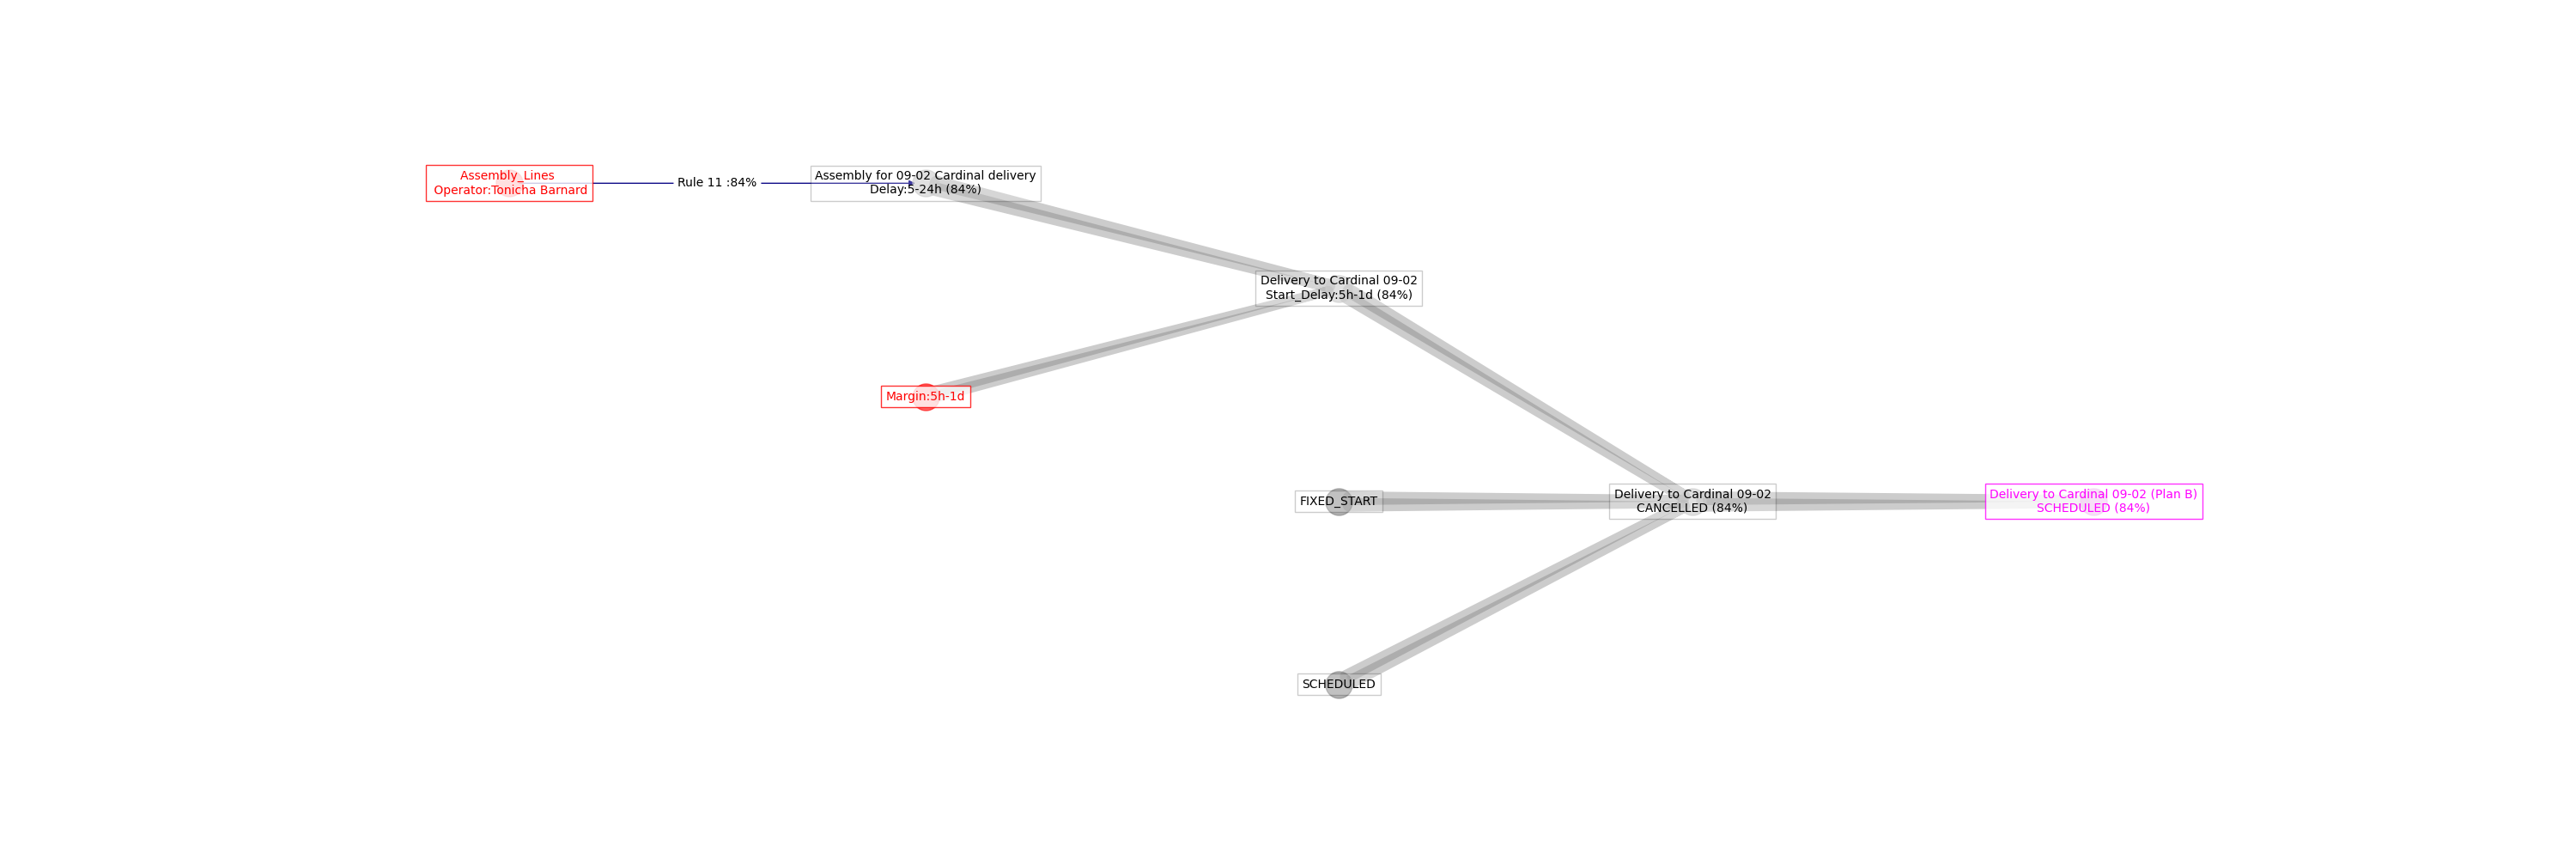 Assembly_Lines
Operator:Tonicha Barnard
Rule 11 :84%
Assembly for 09-02 Cardinal delivery
Delay:5-24h (84%)
Delivery to Cardinal 09-02
Start_Delay:5h-1d (84%)
Margin:5h-1d
FIXED_START
Delivery to Cardinal 09-02
CANCELLED (84%)
Delivery to Cardinal 09-02 (Plan B)
SCHEDULED (84%)
SCHEDULED